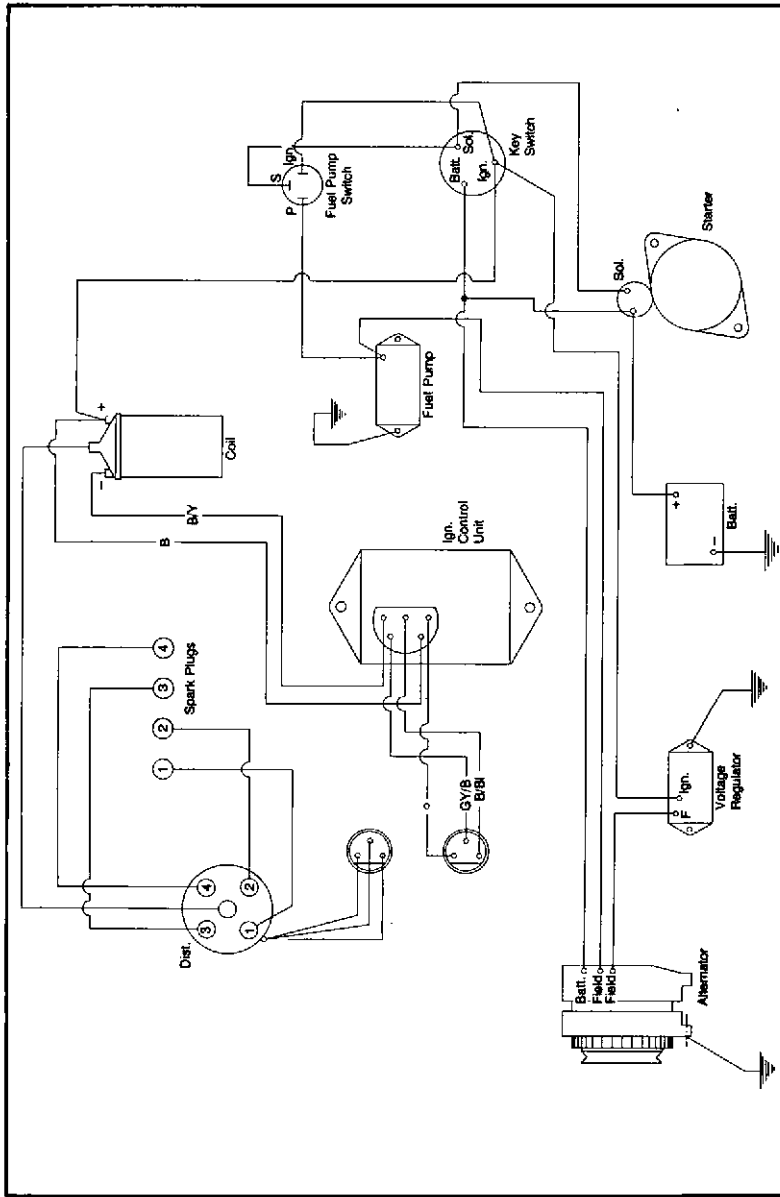 Dist.
3
4
1
2
1
2
3
4
Spark Plugs
B
B/Y
-
+
Coil
P
S
Ign.
Fuel Pump
Switch
Fuel Pump
Batt.
Sol.
Ign.
Key
Switch
GY/B
B/Bl
Ign.
Control
Unit
Sol.
Starter
Batt.
Field
Field
Alternator
F
Ign.
Voltage
Regulator
-
+
Batt.